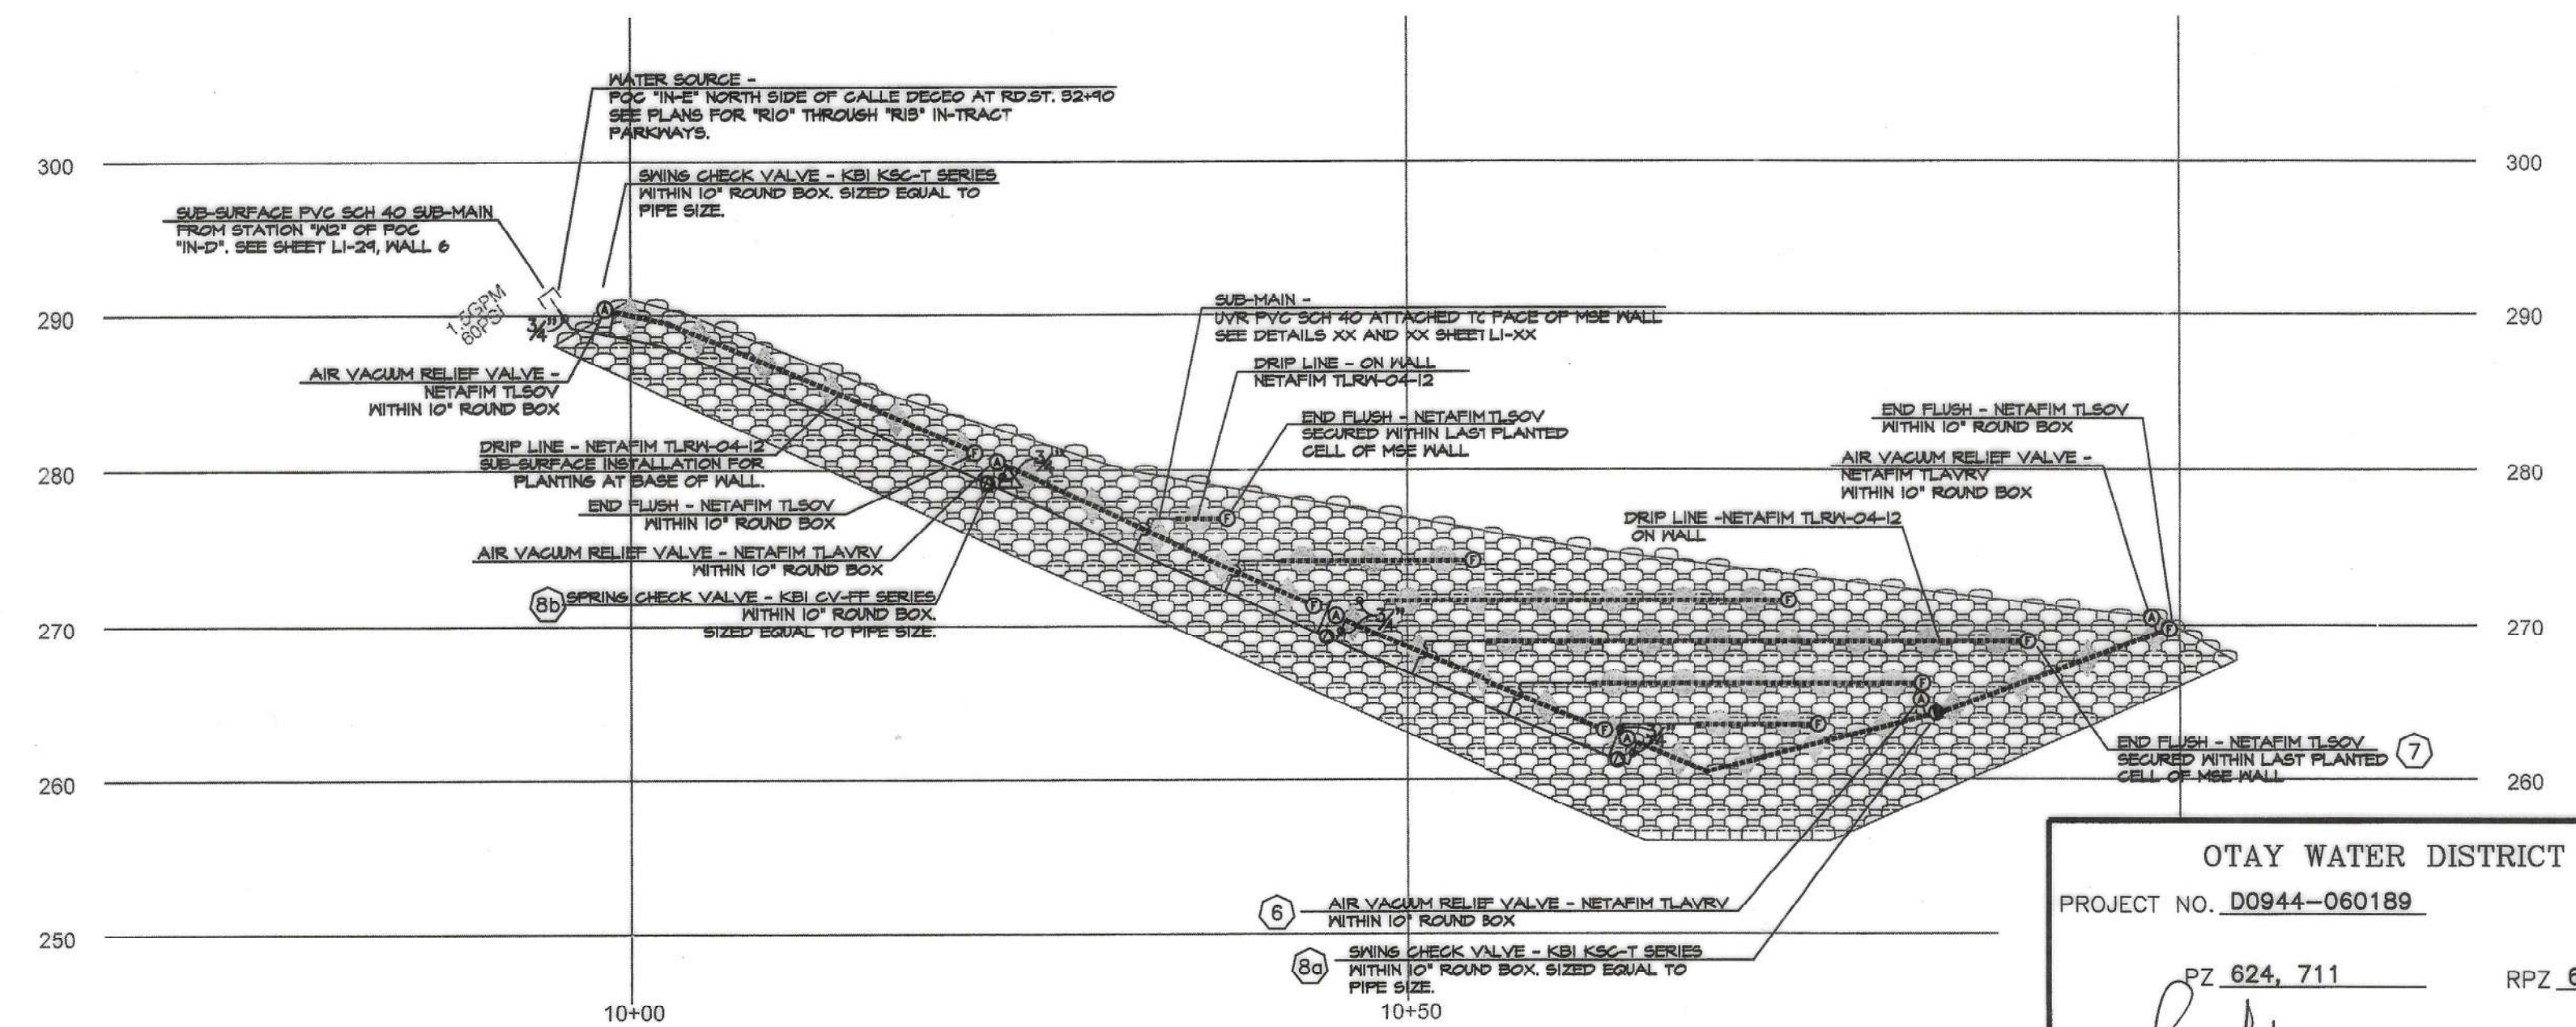 WATER SOURCE -
POC "IN-E" NORTH SIDE OF CALLE DECEO AT RD.ST. 32+90
SEE PLANS FOR "R10" THROUGH "R13" IN-TRACT
PARKWAYS.
300
300
SWING CHECK VALVE - KBI KSC-T SERIES
WITHIN 10" ROUND BOX. SIZED EQUAL TO
PIPE SIZE.
SUB-SURFACE PVC SCH 40 SUB-MAIN
FROM STATION "W2" OF POC
"IN-D". SEE SHEET LI-29, WALL 6
290
290
1.5GPM
60PSI
3/4"
SUB-MAIN -
UVR PVC SCH 40 ATTACHED TO FACE OF MSE WALL
SEE DETAILS XX AND XX SHEET LI-XX
AIR VACUUM RELIEF VALVE -
NETAFIM TLSOV
WITHIN 10" ROUND BOX
DRIP LINE - ON WALL
NETAFIM TLRW-04-12
END FLUSH - NETAFIM TLSOV
SECURED WITHIN LAST PLANTED
CELL OF MSE WALL
END FLUSH - NETAFIM TLSOV
WITHIN 10" ROUND BOX
DRIP LINE - NETAFIM TLRW-04-12
SUB-SURFACE INSTALLATION FOR
PLANTING AT BASE OF WALL.
AIR VACUUM RELIEF VALVE -
NETAFIM TLAVRV
WITHIN 10" ROUND BOX
280
280
3/4"
END FLUSH - NETAFIM TLSOV
WITHIN 10" ROUND BOX
DRIP LINE -NETAFIM TLRW-04-12
ON WALL
AIR VACUUM RELIEF VALVE - NETAFIM TLAVRV
WITHIN 10" ROUND BOX
8b
SPRING CHECK VALVE - KBI CV-FF SERIES
WITHIN 10" ROUND BOX.
SIZED EQUAL TO PIPE SIZE.
270
270
3/4"
3/4"
END FLUSH - NETAFIM TLSOV
SECURED WITHIN LAST PLANTED
CELL OF MSE WALL
7
260
260
6
AIR VACUUM RELIEF VALVE - NETAFIM TLAVRV
WITHIN 10" ROUND BOX
250
8a
SWING CHECK VALVE - KBI KSC-T SERIES
WITHIN 10" ROUND BOX. SIZED EQUAL TO
PIPE SIZE.
10+00
10+50
OTAY WATER DISTRICT
PROJECT NO. D0944-060189
PZ 624, 711
RPZ
A
A
A
A
A
A
F
F
F
F
F
F
F
F
F
F